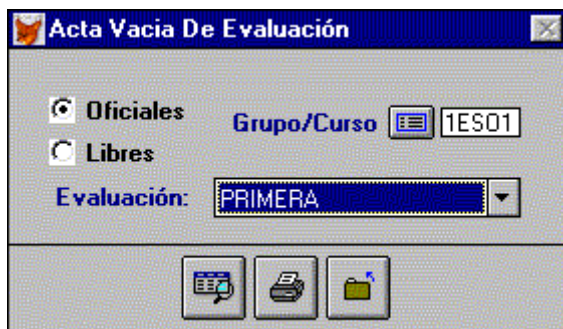 Acta Vacia De Evaluación
Oficiales
Grupo/Curso 1ESO1
Libres
Evaluación: PRIMERA